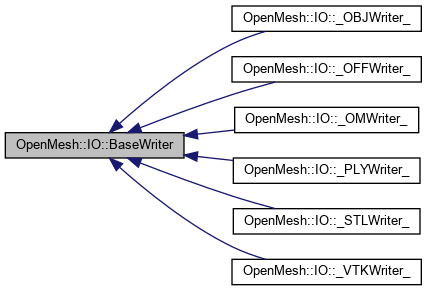 OpenMesh::IO::_OBJWriter_
OpenMesh::IO::_OFFWriter_
OpenMesh::IO::_OMWriter_
OpenMesh::IO::BaseWriter
OpenMesh::IO::_PLYWriter_
OpenMesh::IO::_STLWriter_
OpenMesh::IO::_VTKWriter_